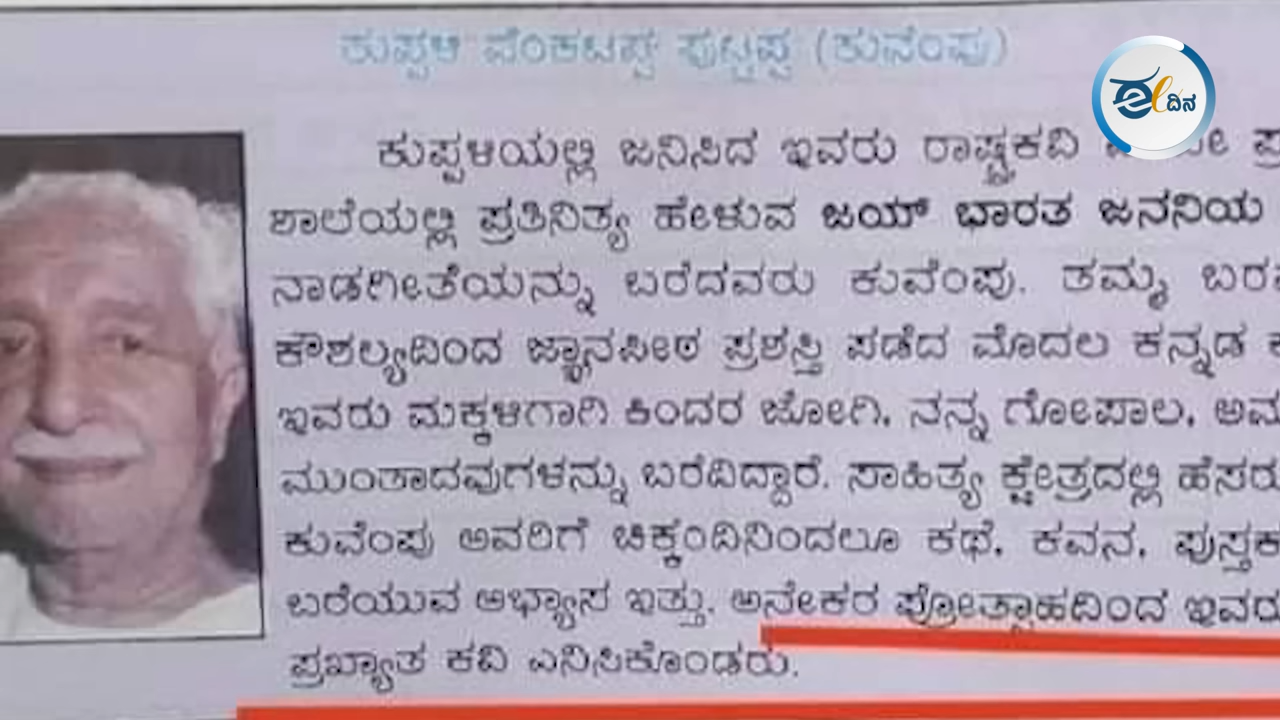 ಕುಪ್ಪಳಿ ವೆಂಕಟಪ್ಪ ಪುಟ್ಟಪ್ಪ (ಕುವೆಂಪು)
ಈ ದಿನ
ಕುಪ್ಪಳಿಯಲ್ಲಿ ಜನಿಸಿದ ಇವರು ರಾಷ್ಟ್ರಕವಿ
ಶಾಲೆಯಲ್ಲಿ ಪ್ರತಿನಿತ್ಯ ಹೇಳುವ ಜಯ್ ಭಾರತ ಜನನಿಯ
ನಾಡಗೀತೆಯನ್ನು ಬರೆದವರು ಕುವೆಂಪು. ತಮ್ಮ
ಕೌಶಲ್ಯದಿಂದ ಜ್ಞಾನಪೀಠ ಪ್ರಶಸ್ತಿ ಪಡೆದ ಮೊದಲ ಕನ್ನಡ
ಇವರು ಮಕ್ಕಳಿಗಾಗಿ ಕಿಂದರ ಜೋಗಿ, ನನ್ನ ಗೋಪಾಲ,
ಮುಂತಾದವುಗಳನ್ನು ಬರೆದಿದ್ದಾರೆ. ಸಾಹಿತ್ಯ ಕ್ಷೇತ್ರದಲ್ಲಿ
ಕುವೆಂಪು ಅವರಿಗೆ ಚಿಕ್ಕಂದಿನಿಂದಲೂ ಕಥೆ, ಕವನ, ಪುಸ್ತಕ
ಬರೆಯುವ ಅಭ್ಯಾಸ ಇತ್ತು. ಅನೇಕರ ಪ್ರೋತ್ಸಾಹದಿಂದ ಇವರು
ಪ್ರಖ್ಯಾತ ಕವಿ ಎನಿಸಿಕೊಂಡರು.